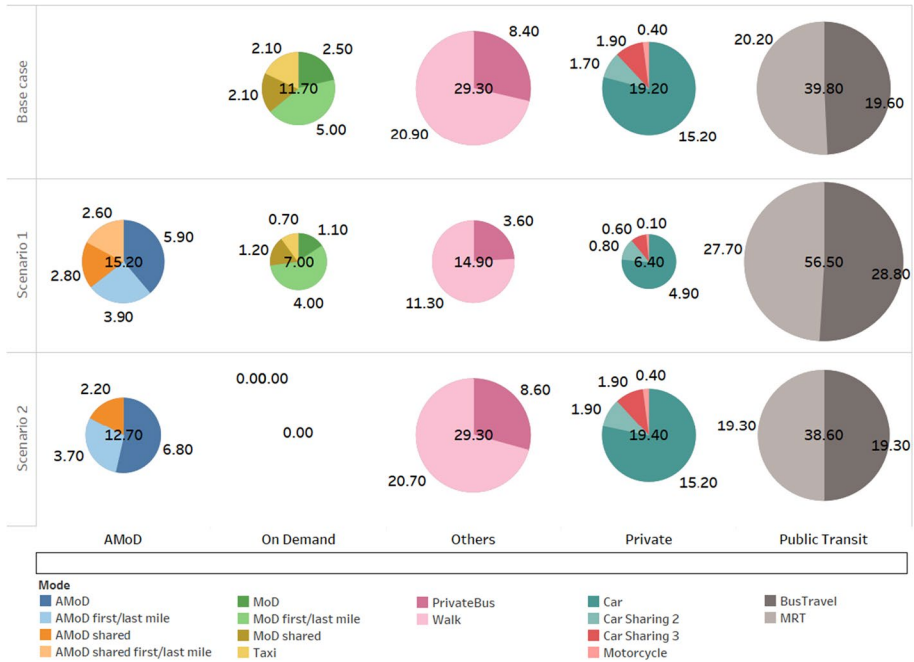 Base case
2.10 2.50
11.70
2.10
5.00
8.40
29.30
20.90
1.90 0.40
1.70
19.20
15.20
20.20
39.80
19.60
Scenario 1
2.60
5.90
15.20
2.80
3.90
0.70
1.10
1.20
7.00
4.00
3.60
14.90
11.30
0.60 0.10
0.80
6.40
4.90
27.70
56.50
28.80
Scenario 2
2.20
12.70
3.70
6.80
0.00.00
0.00
8.60
29.30
20.70
1.90 0.40
1.90
19.40
15.20
19.30
38.60
19.30
AMoD On Demand Others Private Public Transit
Mode
AMoD
AMoD first/last mile
AMoD shared
AMoD shared first/last mile
MoD
MoD first/last mile
MoD shared
Taxi
PrivateBus
Walk
Car
Car Sharing 2
Car Sharing 3
Motorcycle
BusTravel
MRT